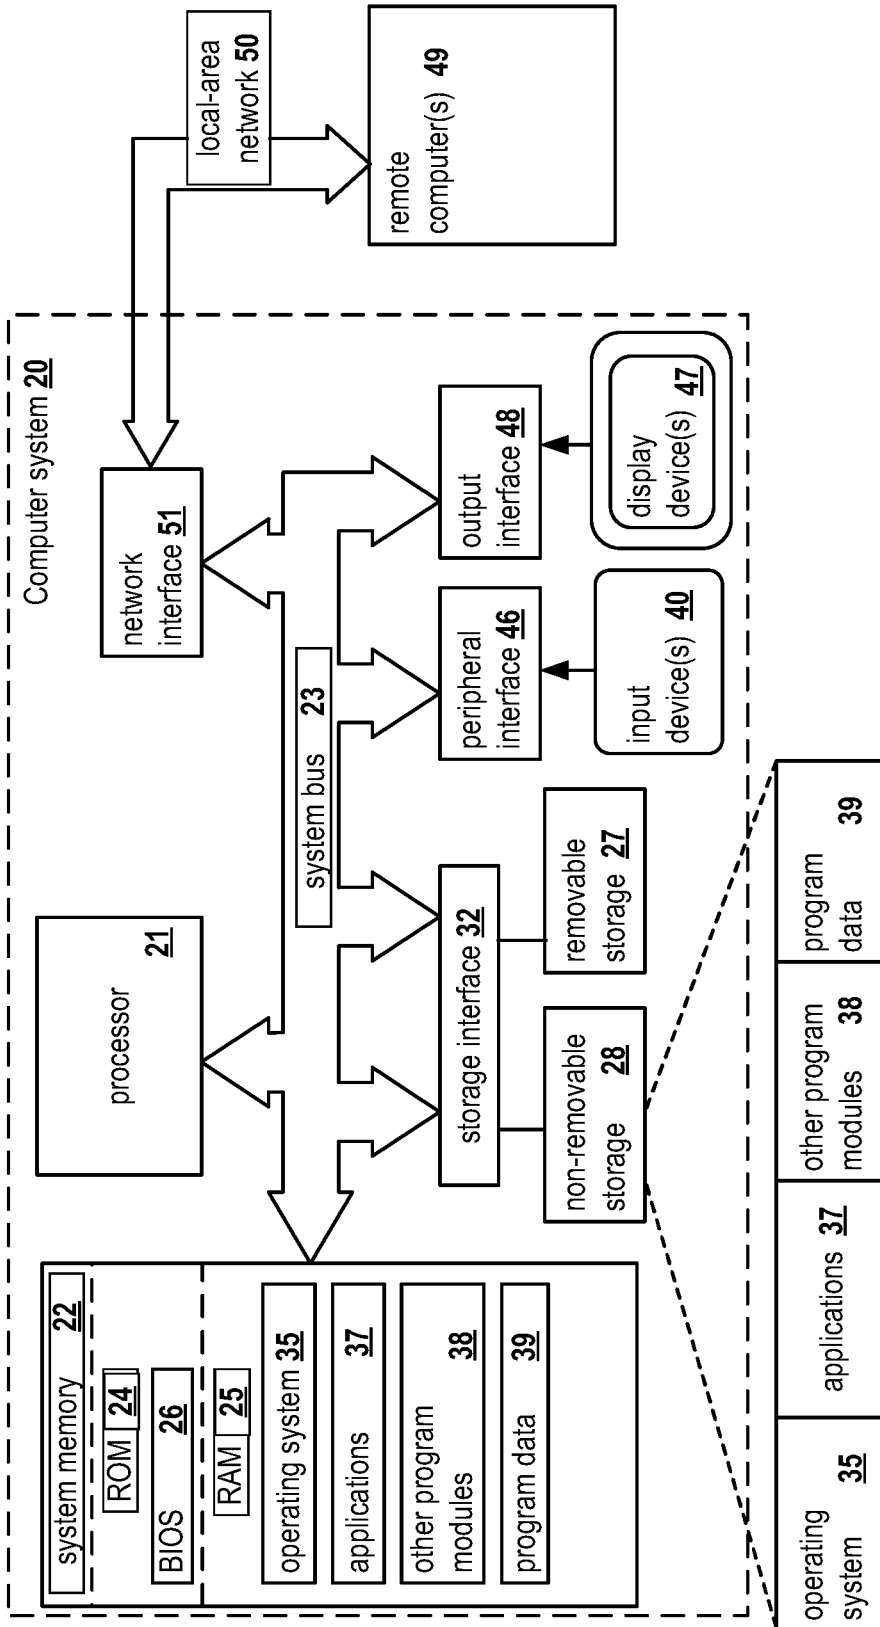 Computer system 20
system memory 22
ROM 24
BIOS 26
RAM 25
operating system 35
applications 37
other program
modules 38
program data 39
processor
21
network
interface 51
local-area
network 50
system bus 23
storage interface 32
peripheral
interface 46
output
interface 48
remote
computer(s) 49
non-removable
storage 28
removable
storage 27
input
device(s) 40
display
device(s) 47
operating
system 35
applications 37
other program
modules 38
program
data 39